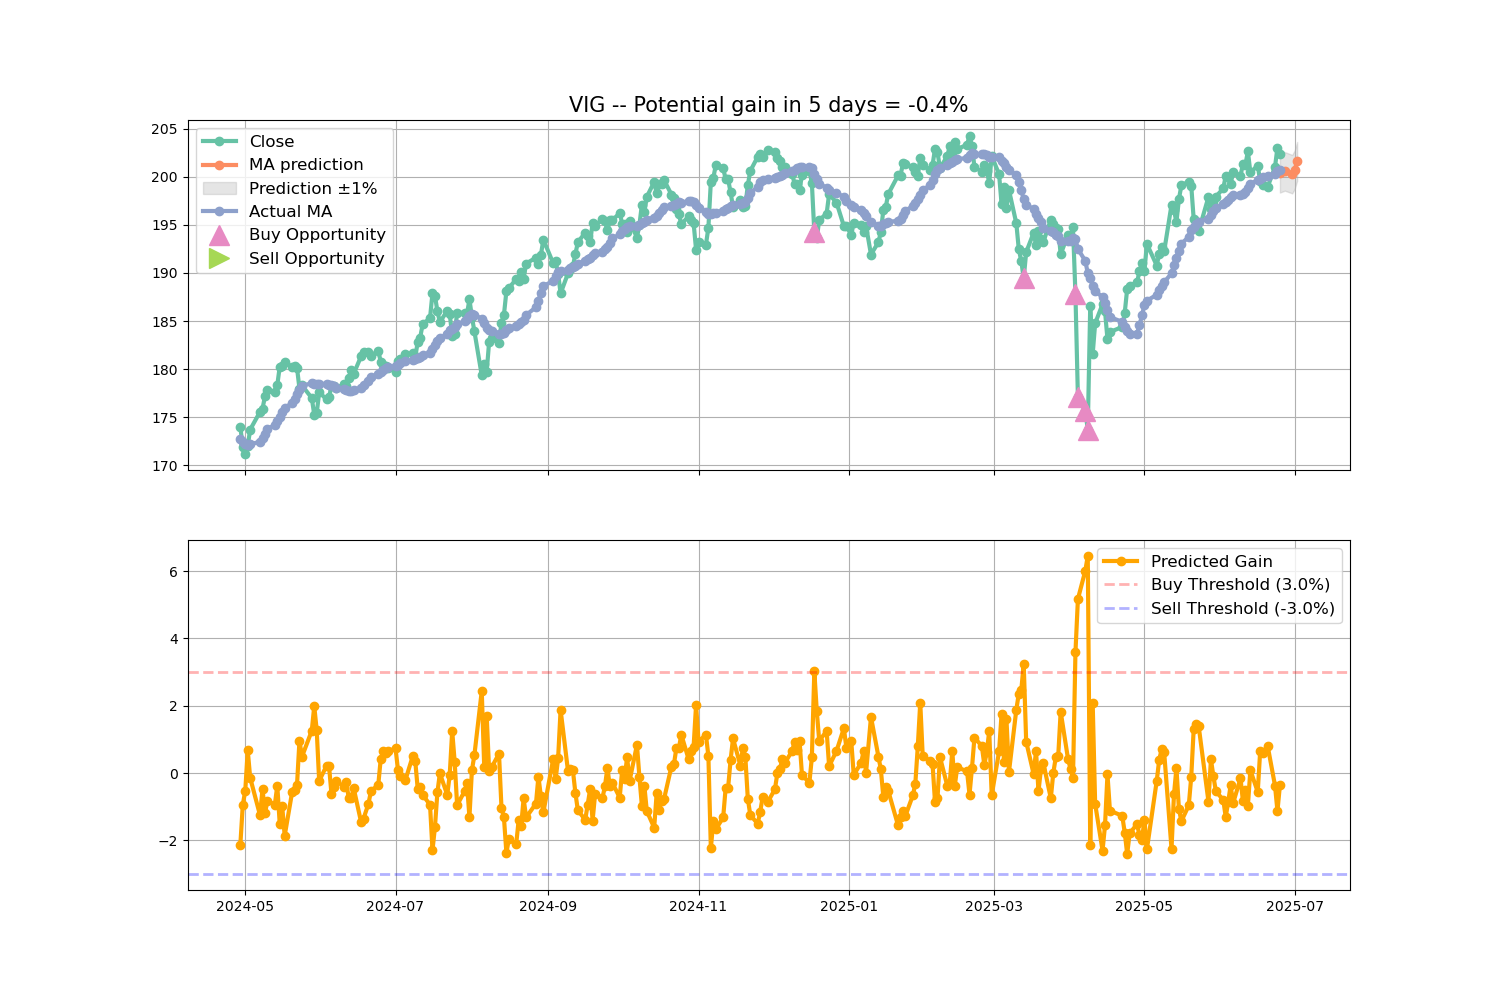 VIG -- Potential gain in 5 days = -0.4%
205
200
195
190
185
180
175
170
Close
MA prediction
Prediction ±1%
Actual MA
Buy Opportunity
Sell Opportunity
6
4
2
0
−2
Predicted Gain
Buy Threshold (3.0%)
Sell Threshold (-3.0%)
2024-05
2024-07
2024-09
2024-11
2025-01
2025-03
2025-05
2025-07